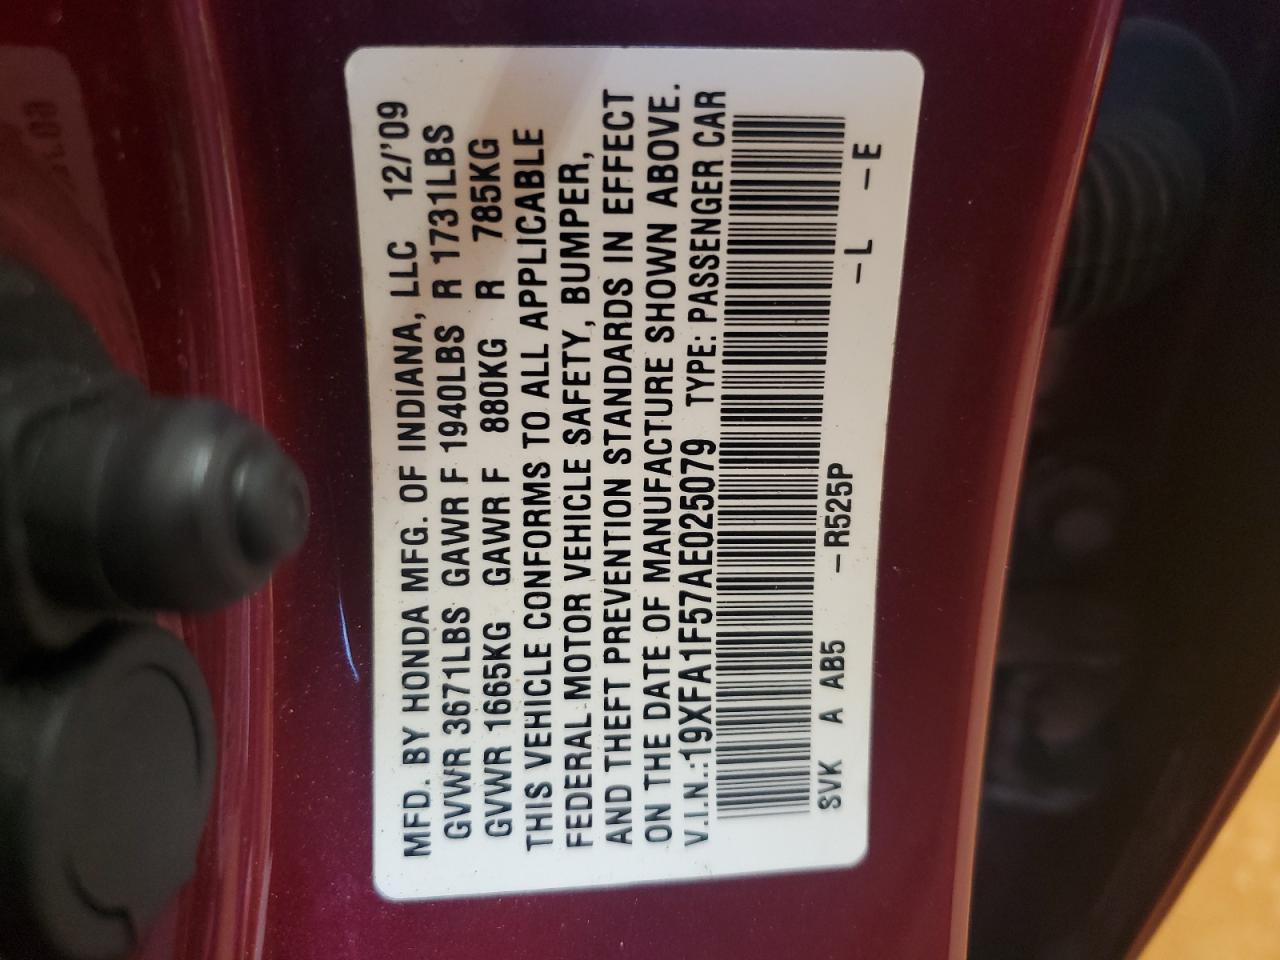 MFD. BY HONDA MFG. OF INDIANA, LLC 12/'09
GVWR 3671LBS GAWR F 1940LBS R 1731LBS
GVWR 1665KG GAWR F 880KG R 785KG
THIS VEHICLE CONFORMS TO ALL APPLICABLE
FEDERAL MOTOR VEHICLE SAFETY, BUMPER,
AND THEFT PREVENTION STANDARDS IN EFFECT
ON THE DATE OF MANUFACTURE SHOWN ABOVE.
V.I.N.:19XFA1F57AE025079 TYPE: PASSENGER CAR
SVK A AB5 -R525P -L -E